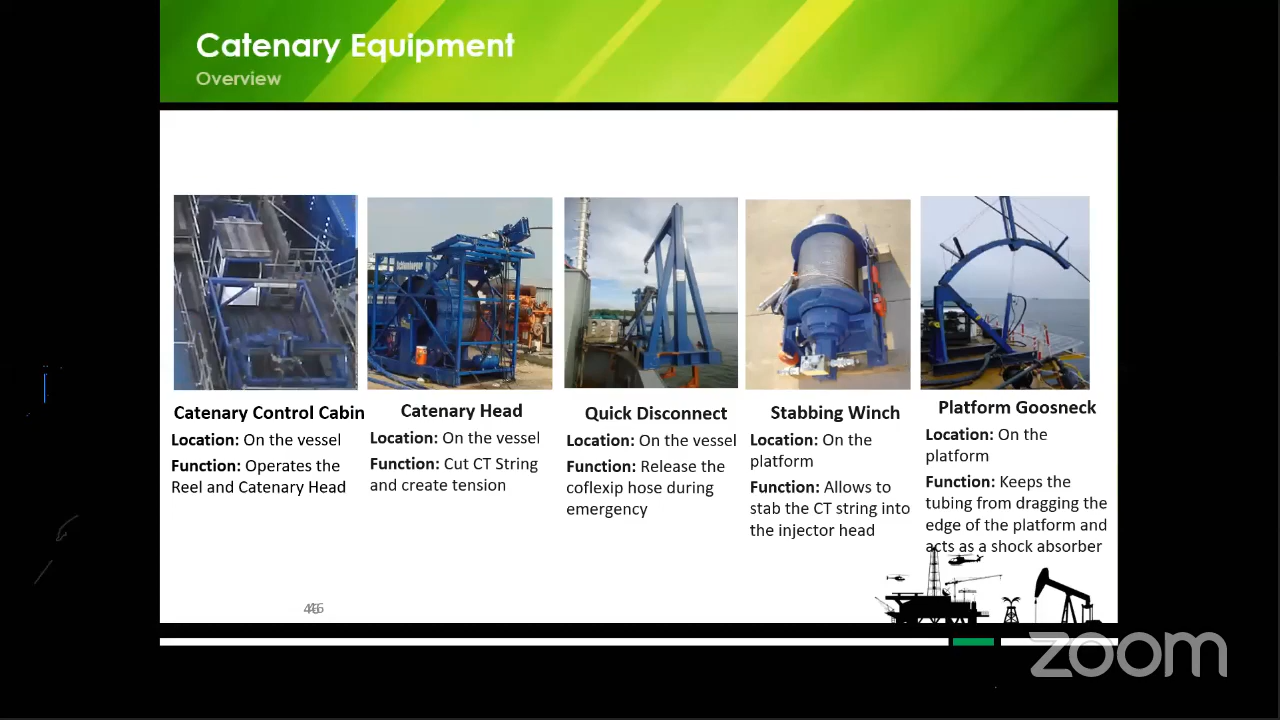 Catenary Equipment
Overview
Schlumberger
Catenary Control Cabin
Location: On the vessel
Function: Operates the
Reel and Catenary Head
Catenary Head
Location: On the vessel
Function: Cut CT String
and create tension
Quick Disconnect
Location: On the vessel
Function: Release the
coflexip hose during
emergency
Stabbing Winch
Location: On the
platform
Function: Allows to
stab the CT string into
the injector head
Platform Goosneck
Location: On the
platform
Function: Keeps the
tubing from dragging the
edge of the platform and
acts as a shock absorber
zoom